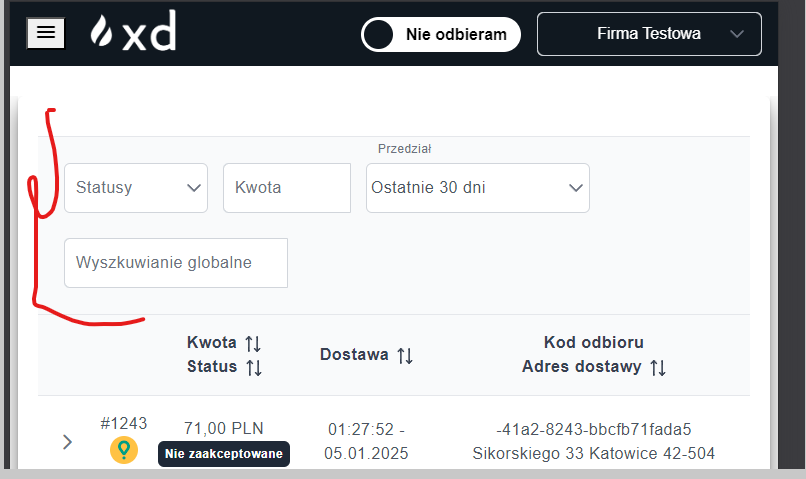 xd
Nie odbieram
Firma Testowa
Przedział
Statusy
Kwota
Ostatnie 30 dni
Wyszkuwianie globalne
Kwota
Status
Dostawa
Kod odbioru
Adres dostawy
#1243
71,00 PLN
Nie zaakceptowane
01:27:52 -
05.01.2025
-41a2-8243-bbcfb71fada5
Sikorskiego 33 Katowice 42-504